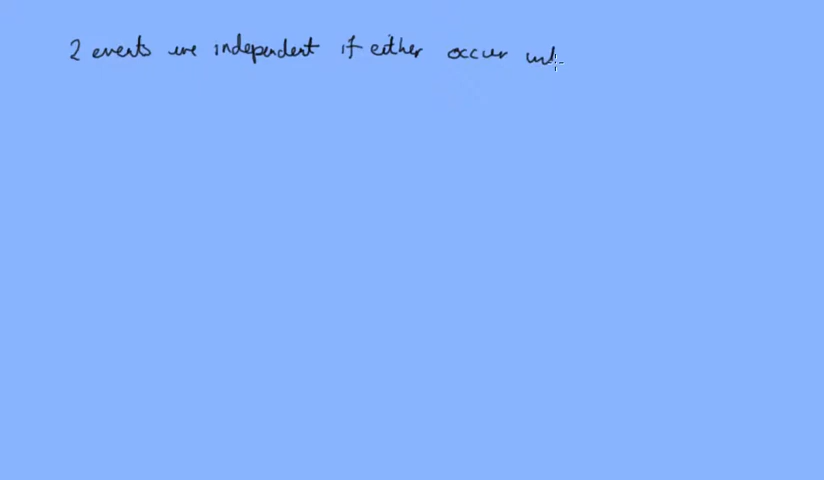 2 events are independent if either occur